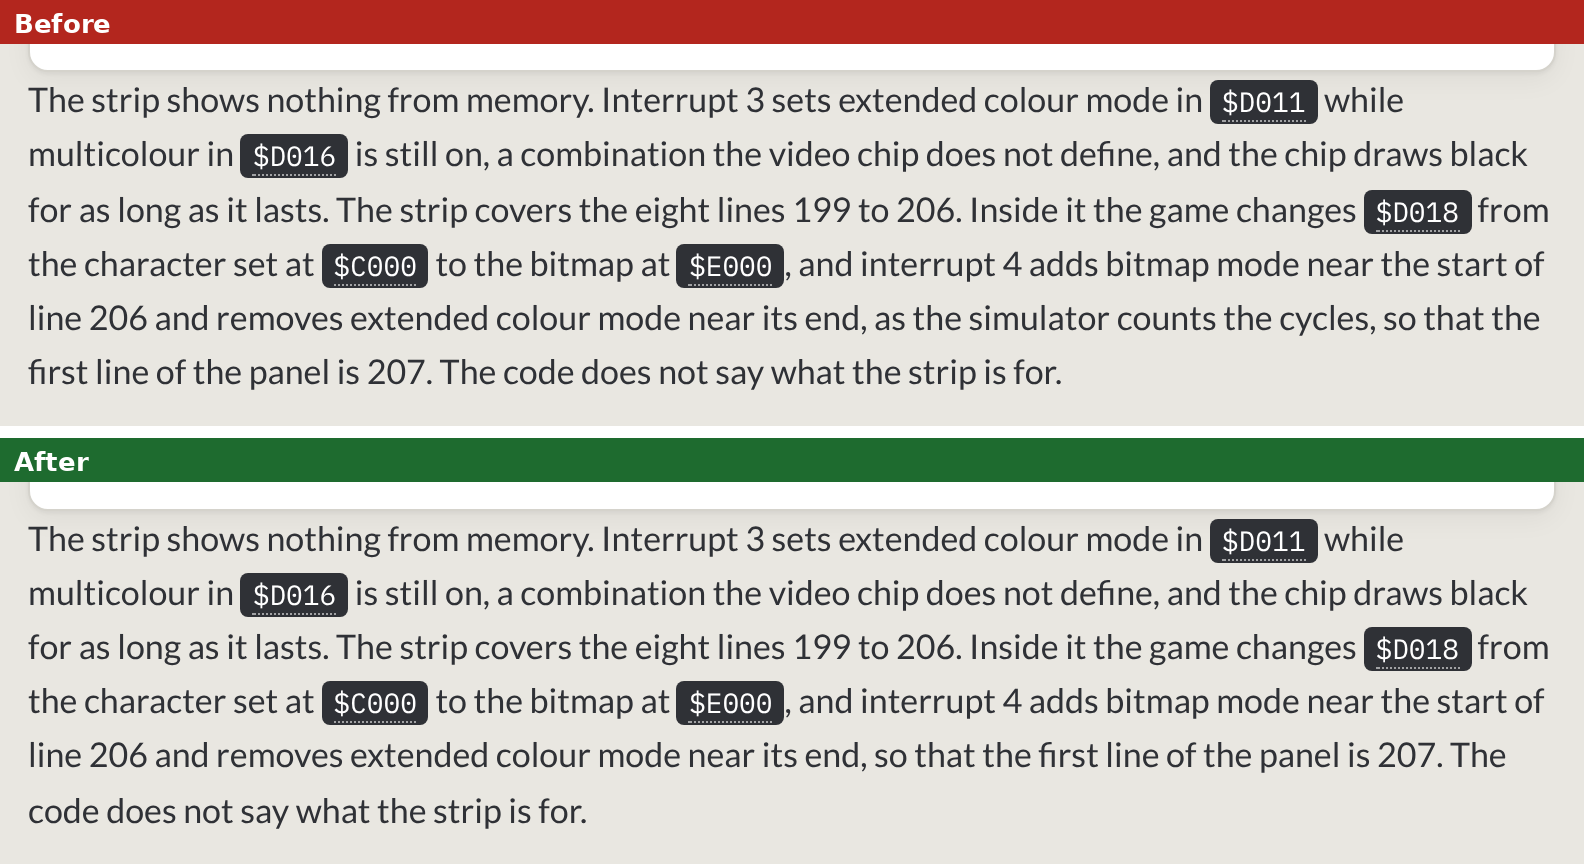 Before
The strip shows nothing from memory. Interrupt 3 sets extended colour mode in $D011 while
multicolour in $D016 is still on, a combination the video chip does not define, and the chip draws black
for as long as it lasts. The strip covers the eight lines 199 to 206. Inside it the game changes $D018 from
the character set at $C000 to the bitmap at $E000, and interrupt 4 adds bitmap mode near the start of
line 206 and removes extended colour mode near its end, as the simulator counts the cycles, so that the
first line of the panel is 207. The code does not say what the strip is for.
After
The strip shows nothing from memory. Interrupt 3 sets extended colour mode in $D011 while
multicolour in $D016 is still on, a combination the video chip does not define, and the chip draws black
for as long as it lasts. The strip covers the eight lines 199 to 206. Inside it the game changes $D018 from
the character set at $C000 to the bitmap at $E000, and interrupt 4 adds bitmap mode near the start of
line 206 and removes extended colour mode near its end, so that the first line of the panel is 207. The
code does not say what the strip is for.